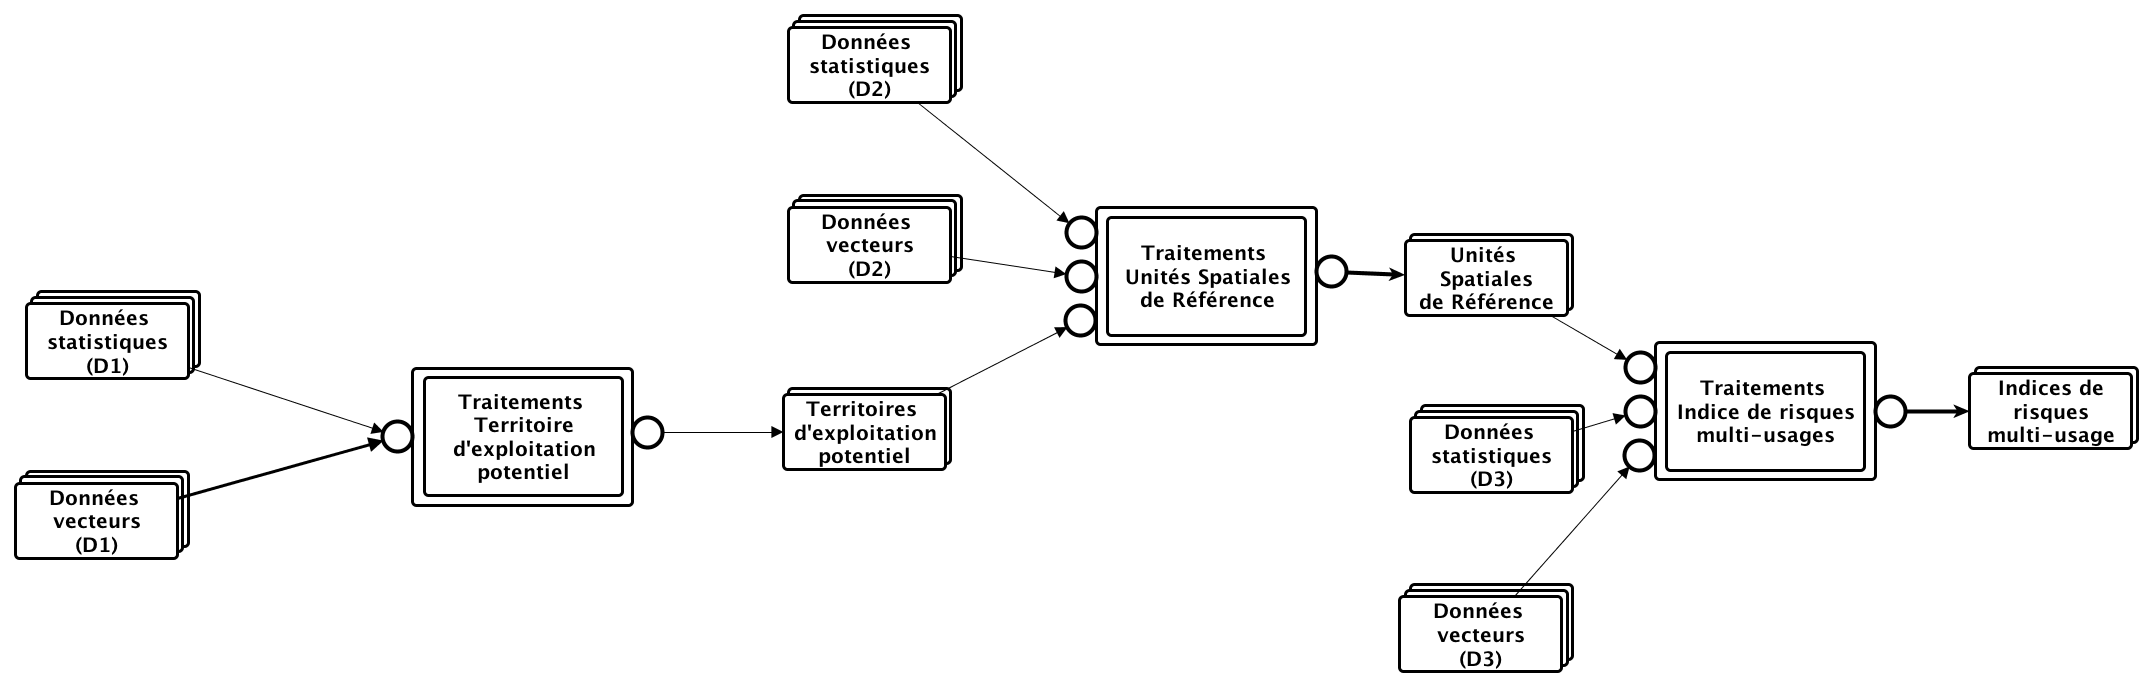 Données
statistiques
(D1)
Données
vecteurs
(D1)
Traitements
Territoire
d'exploitation
potentiel
Territoires
d'exploitation
potentiel
Données
statistiques
(D2)
Données
vecteurs
(D2)
Traitements
Unités Spatiales
de Référence
Unités
Spatiales
de Référence
Données
statistiques
(D3)
Données
vecteurs
(D3)
Traitements
Indice de risques
multi-usages
Indices de
risques
multi-usage